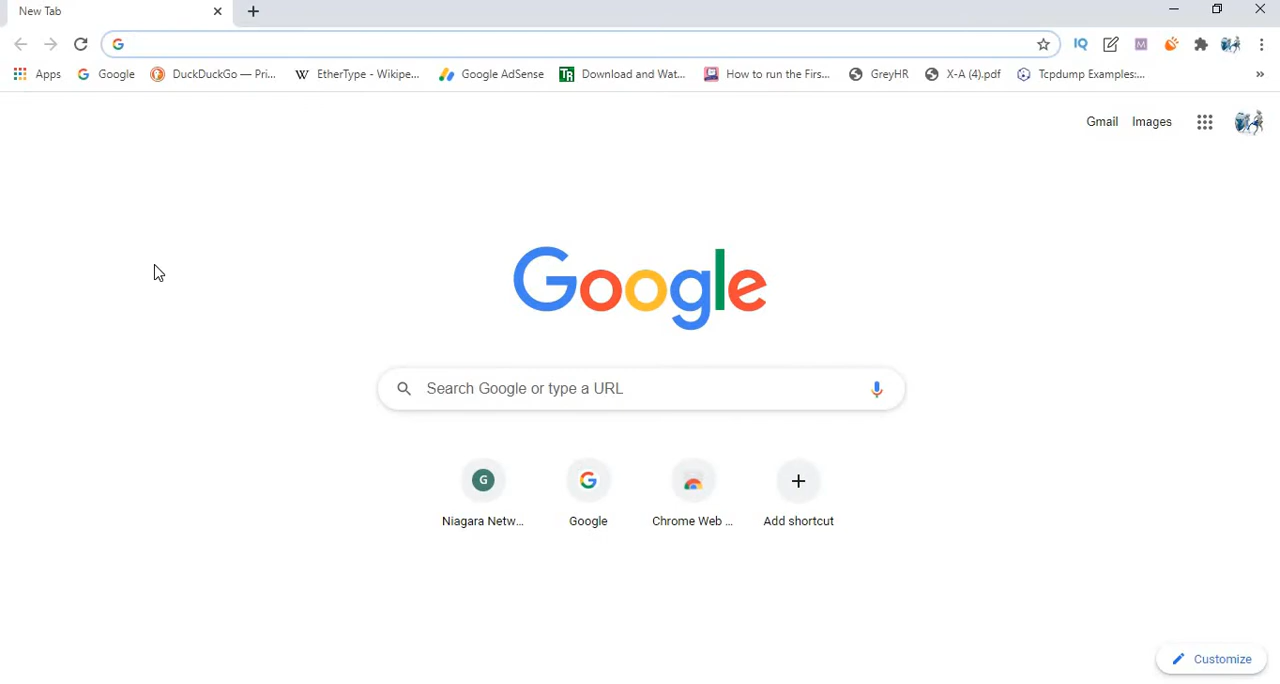 New Tab
Apps Google DuckDuckGo — Pri... W EtherType - Wikipe... Google AdSense TR Download and Wat... How to run the Firs... GreyHR X-A (4).pdf Tcpdump Examples:... »
Gmail Images
Google
Search Google or type a URL
G
Niagara Netw... Google Chrome Web ... Add shortcut
Customize